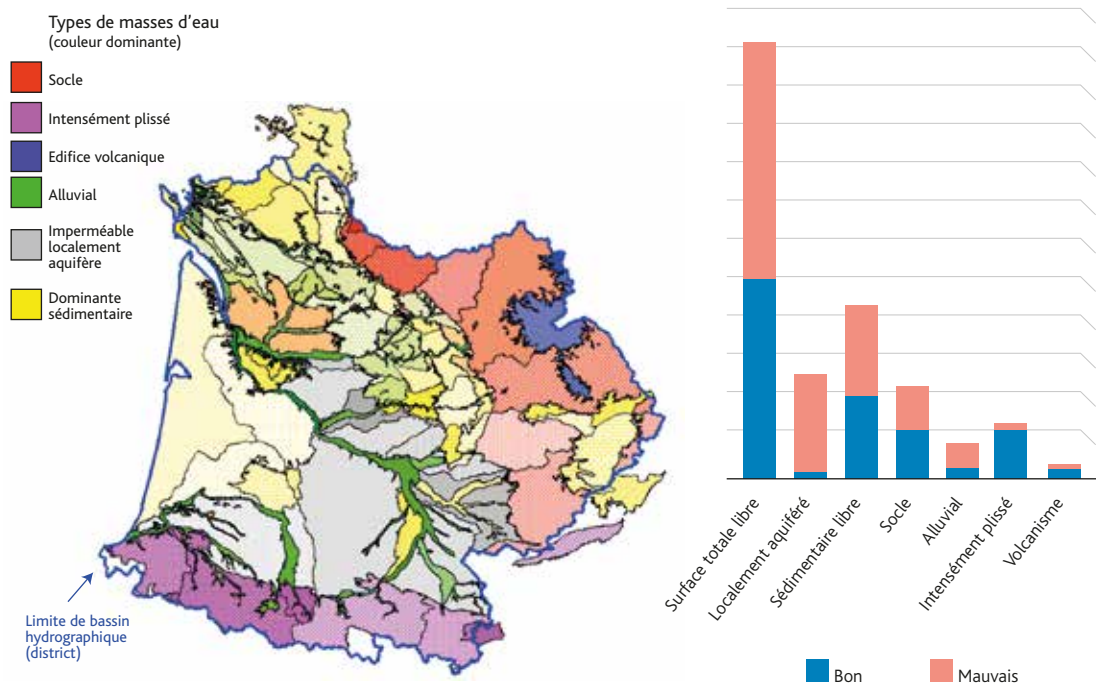 Types de masses d'eau
(couleur dominante)
Socle
Intensément plissé
Edifice volcanique
Alluvial
Imperméable
localement
aquifère
Dominante
sédimentaire
Limite de bassin
hydrographique
(district)
Surface totale libre
Localement aquiféré
Sédimentaire libre
Socle
Alluvial
Intensément plissé
Volcanisme
Bon
Mauvais